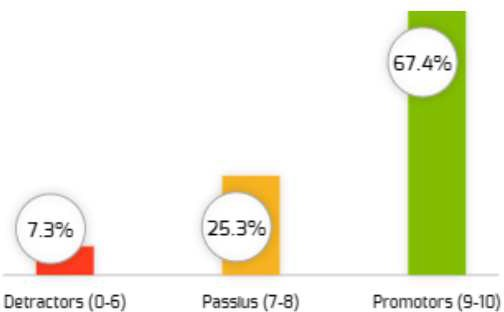 67.4%
25.3%
7.3%
Detractors (0-6)
Passius (7-8)
Promotors (9-10)